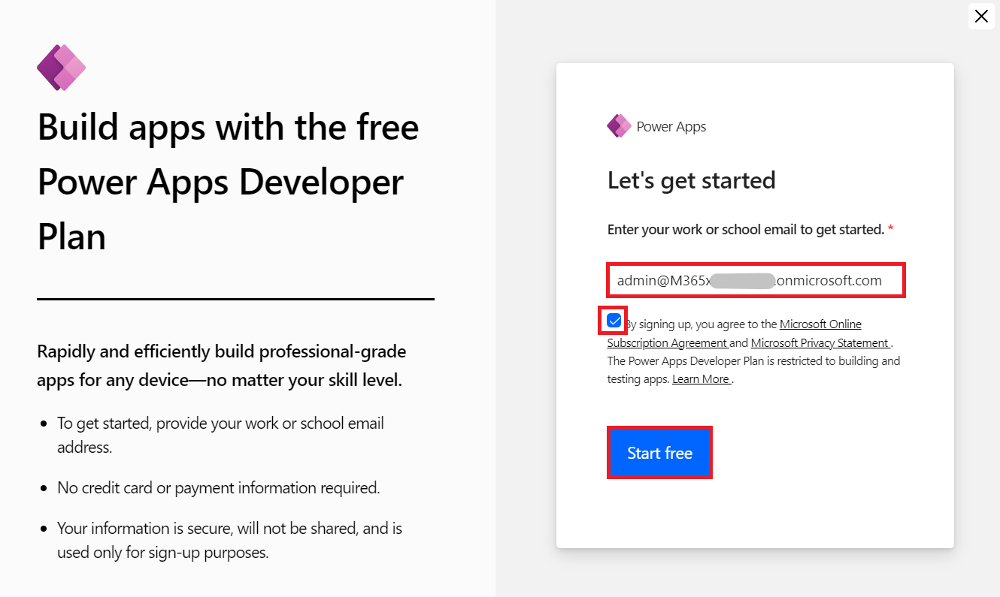 Build apps with the free
Power Apps Developer
Plan
Rapidly and efficiently build professional-grade
apps for any device—no matter your skill level.
• To get started, provide your work or school email
address.
• No credit card or payment information required.
• Your information is secure, will not be shared, and is
used only for sign-up purposes.
Power Apps
Let's get started
Enter your work or school email to get started. *
admin@M365x .onmicrosoft.com
By signing up, you agree to the Microsoft Online
Subscription Agreement and Microsoft Privacy Statement .
The Power Apps Developer Plan is restricted to building and
testing apps. Learn More .
Start free